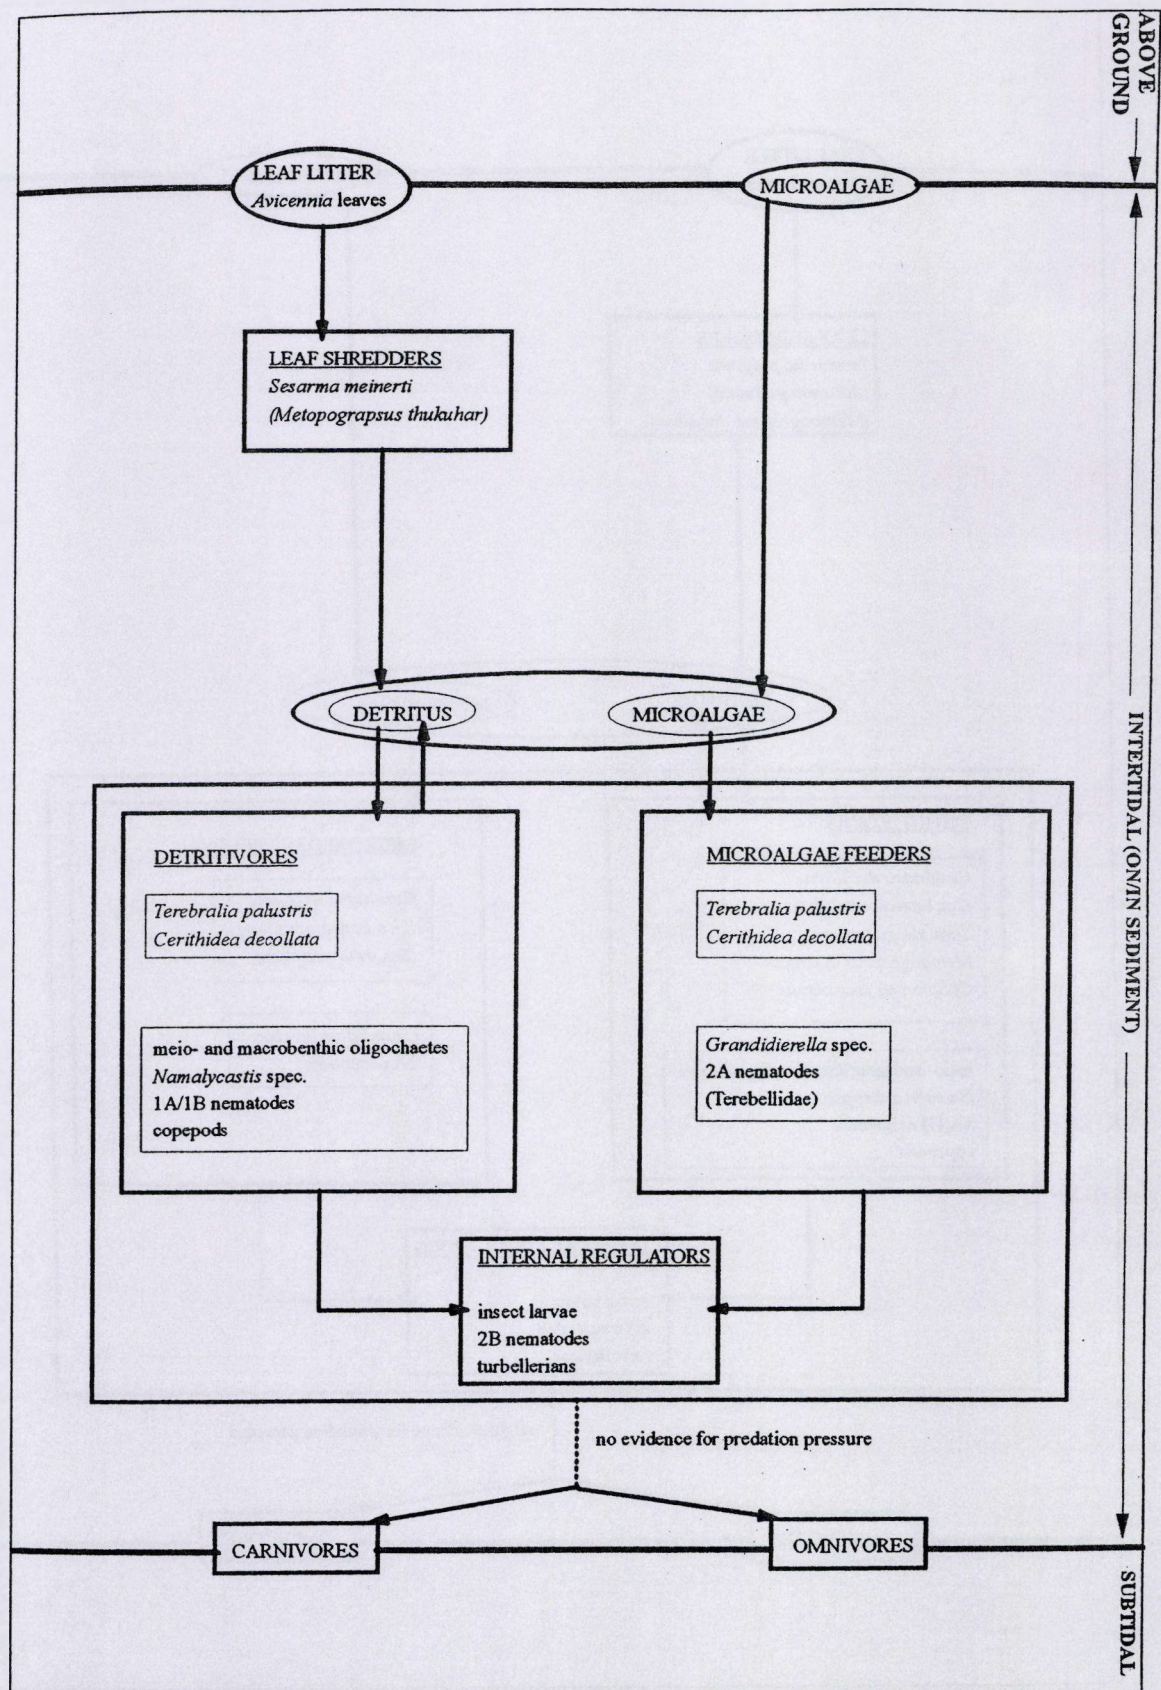 ABOVE
GROUND
LEAF LITTER
Avicennia leaves
MICROALGAE
LEAF SHREDDERS
Sesarma meinerti
(Metopograpsus thukuhar)
DETRITUS
MICROALGAE
INTERTIDAL (ON/IN SEDIMENT)
DETRITIVORES
Terebralia palustris
Cerithidea decollata
meio- and macrobenthic oligochaetes
Namalycastis spec.
1A/1B nematodes
copepods
MICROALGAE FEEDERS
Terebralia palustris
Cerithidea decollata
Grandidierella spec.
2A nematodes
(Terebellidae)
INTERNAL REGULATORS
insect larvae
2B nematodes
turbellerians
no evidence for predation pressure
CARNIVORES
OMNIVORES
SUBTIDAL